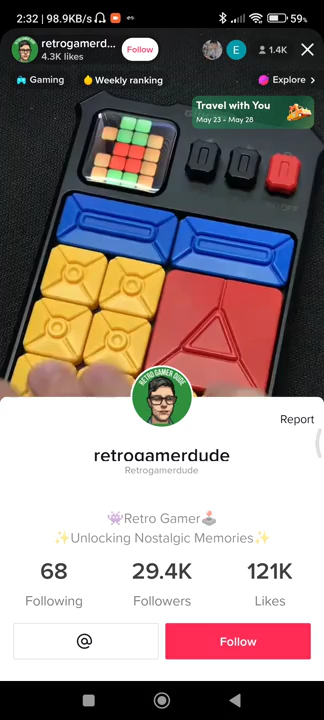 2:32 | 98.9KB/s
59%
retrogamerd...
4.3K likes
Follow
E
1.4K
Gaming
Weekly ranking
Explore >
Travel with You
May 23 - May 28
RETRO GAMER DUDE
Report
retrogamerdude
Retrogamerdude
👾Retro Gamer🕹️
✨Unlocking Nostalgic Memories✨
68
29.4K
121K
Following
Followers
Likes
@
Follow